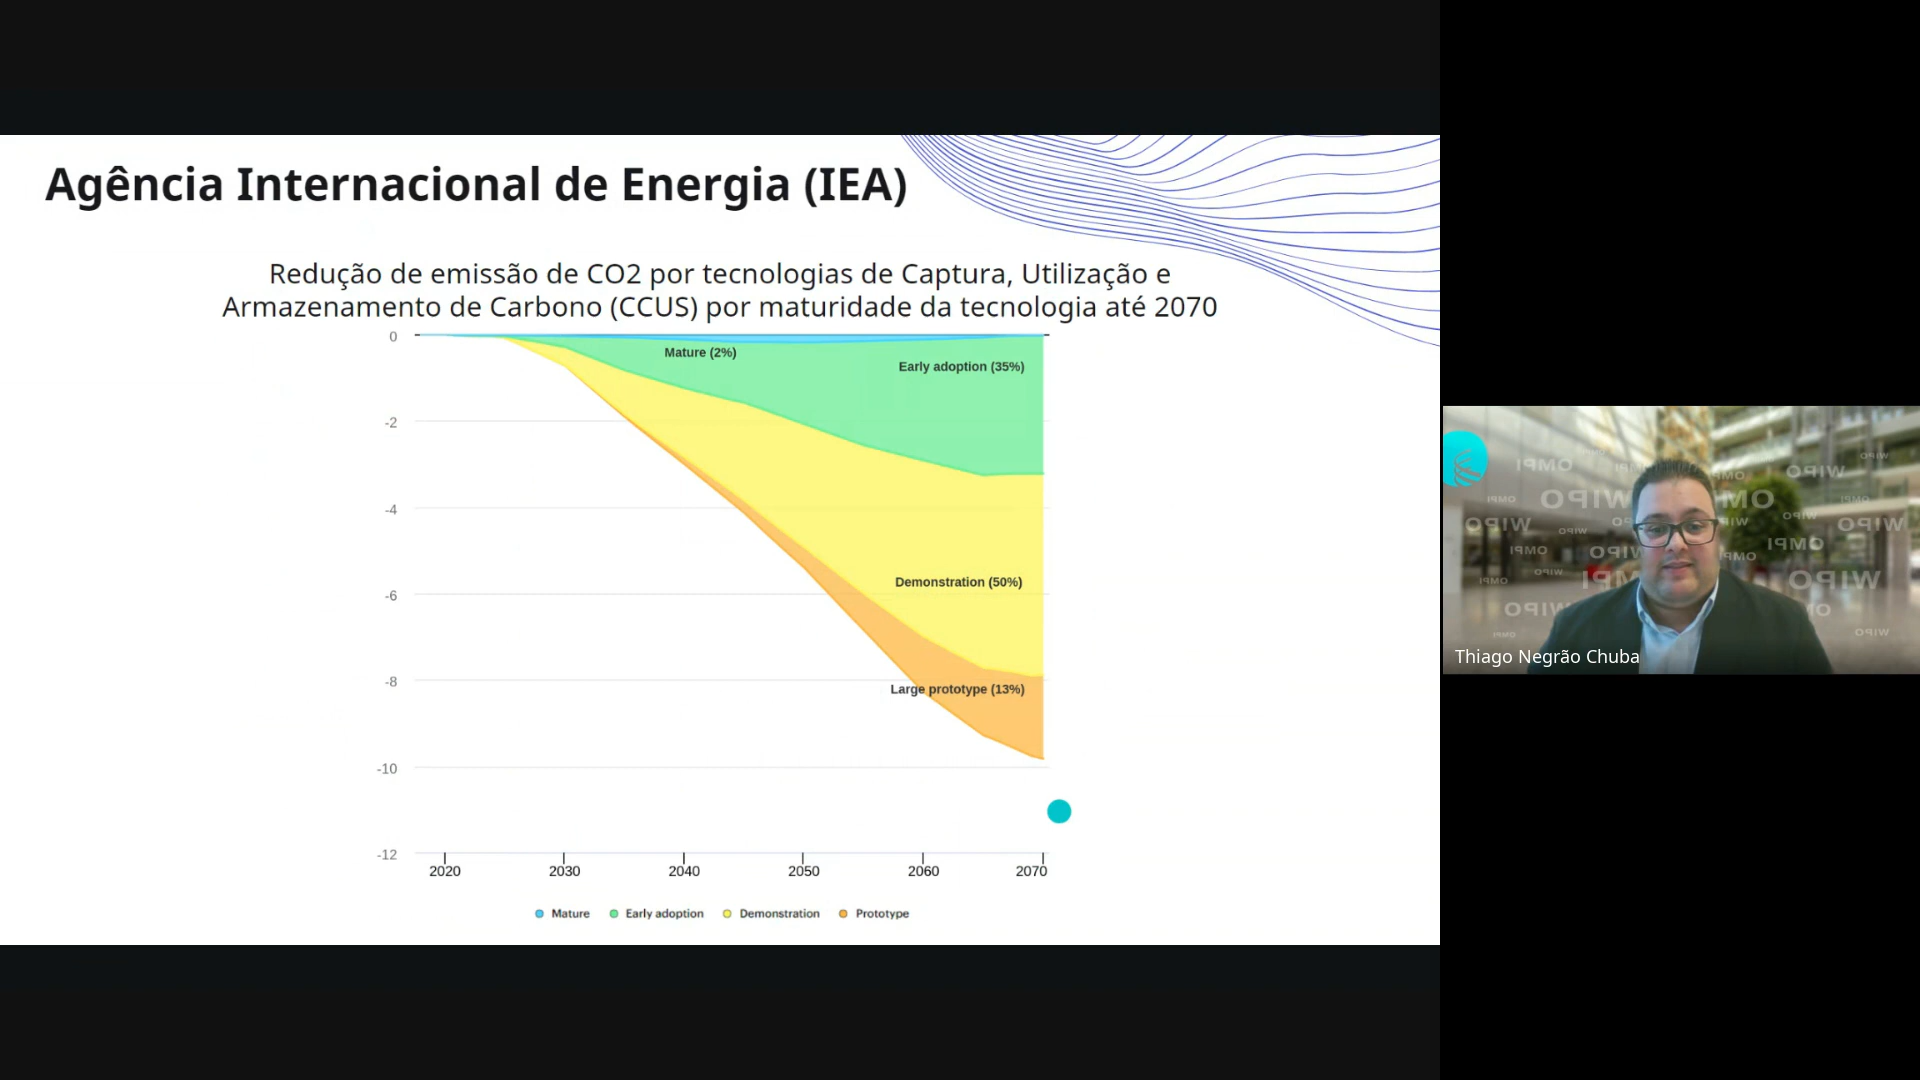 Agência Internacional de Energia (IEA)
Redução de emissão de CO2 por tecnologias de Captura, Utilização e
Armazenamento de Carbono (CCUS) por maturidade da tecnologia até 2070
0
Mature (2%)
Early adoption (35%)
-2
-4
Demonstration (50%)
-6
-8
Large prototype (13%)
-10
-12
2020 2030 2040 2050 2060 2070
Mature Early adoption Demonstration Prototype
WIPO
OMPI
Thiago Negrão Chuba